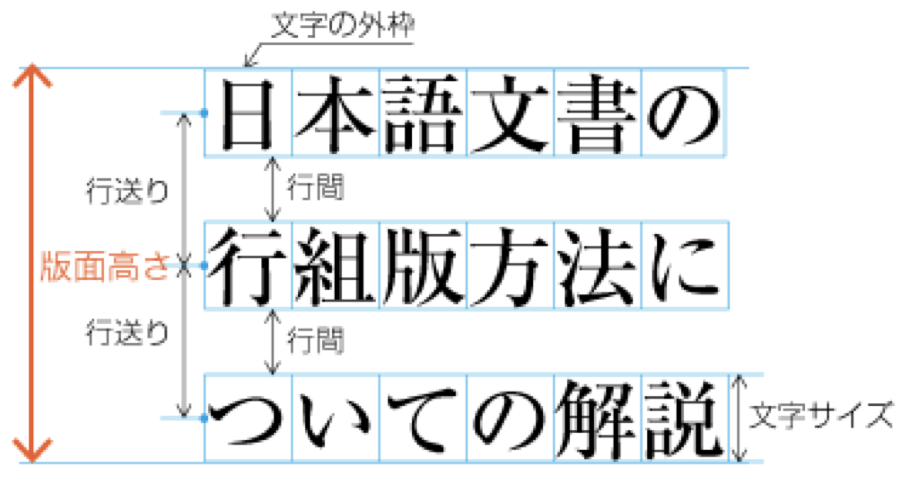 文字の外枠
日本語文書の
行送り
行間
行組版方法に
版面高さ
行送り
行間
ついての解説
文字サイズ